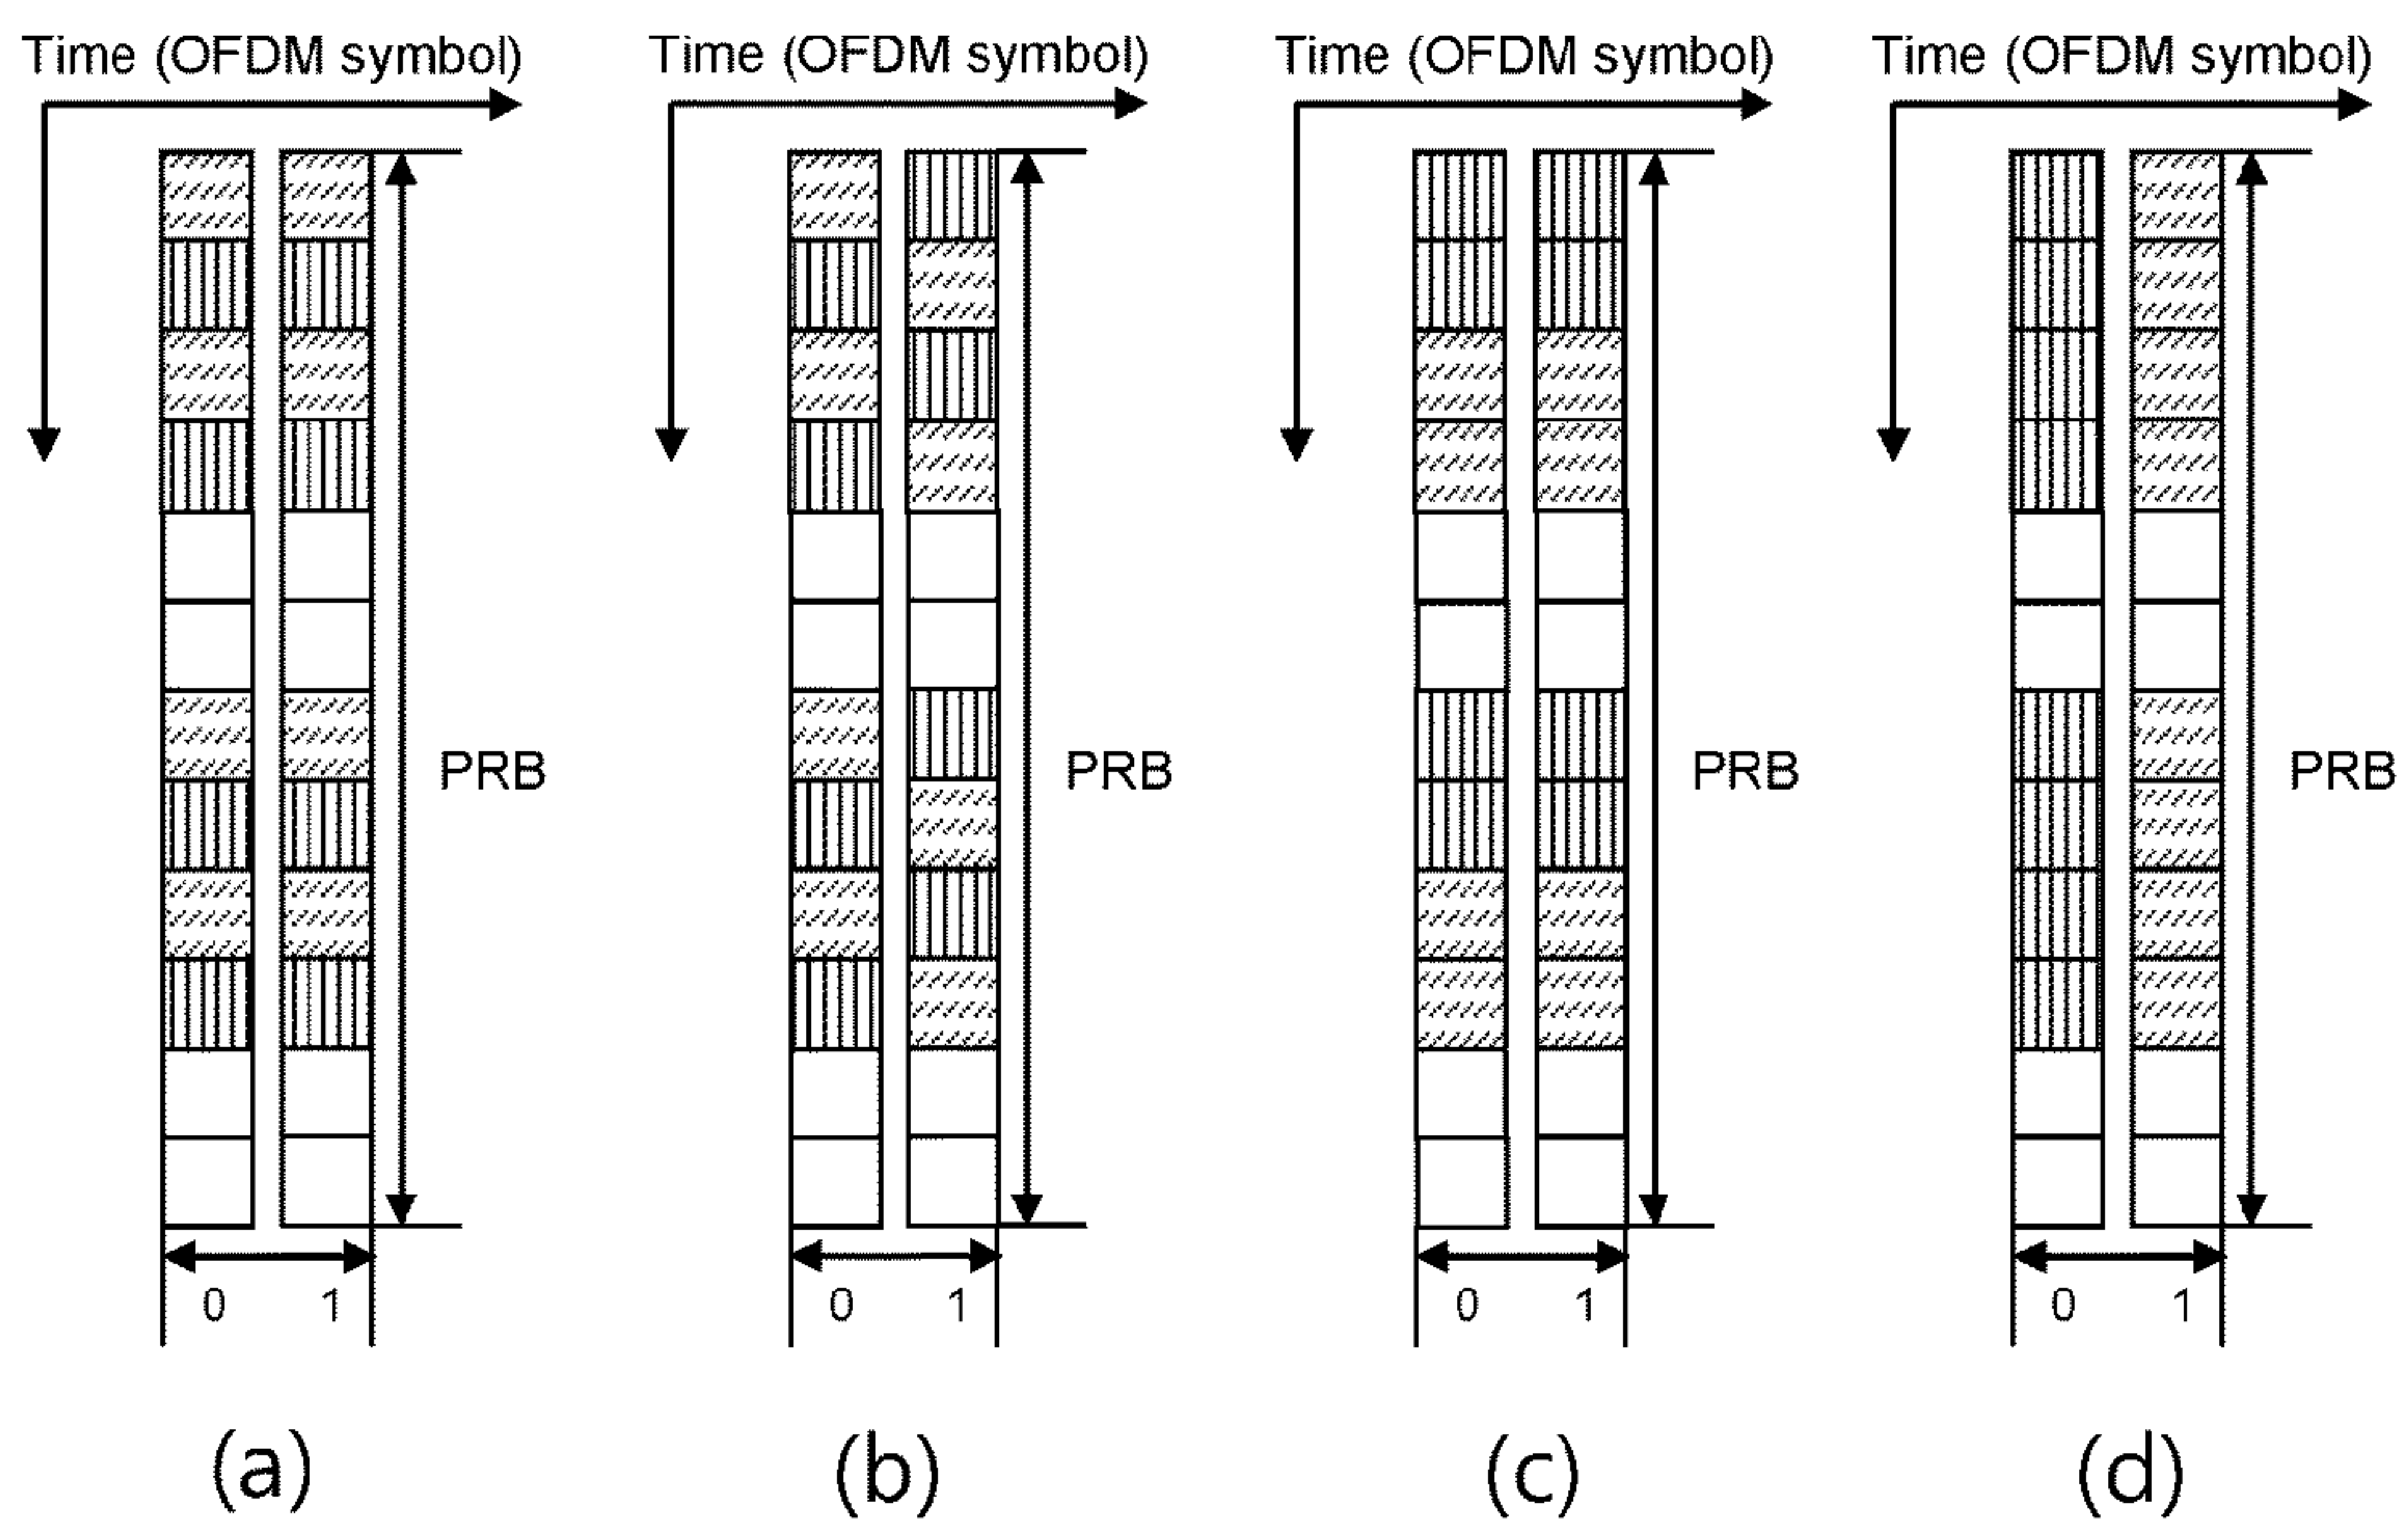 Time (OFDM symbol) Time (OFDM symbol) Time (OFDM symbol) Time (OFDM symbol)
PRB PRB PRB PRB
0 1 0 1 0 1 0 1
(a) (b) (c) (d)